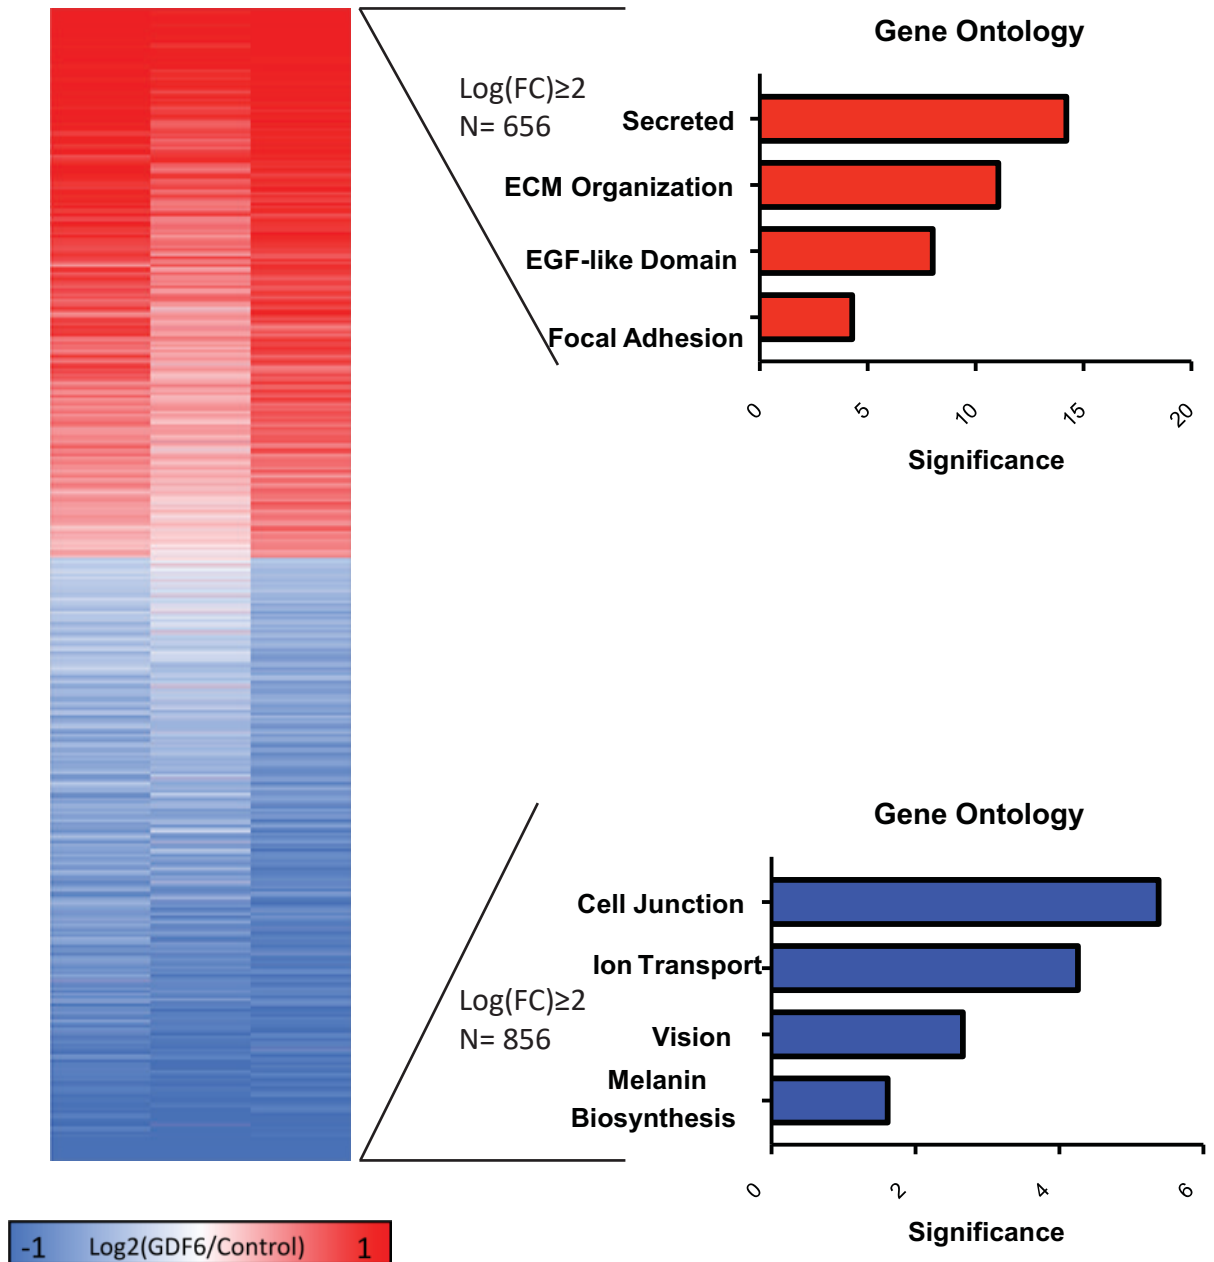 Gene Ontology
Log(FC)≥2
N= 656
Secreted
ECM Organization
EGF-like Domain
Focal Adhesion
0 5 10 15 20
Significance
Gene Ontology
Cell Junction
Ion Transport
Log(FC)≥2
N= 856
Vision
Melanin
Biosynthesis
0 2 4 6
Significance
-1 Log2(GDF6/Control) 1